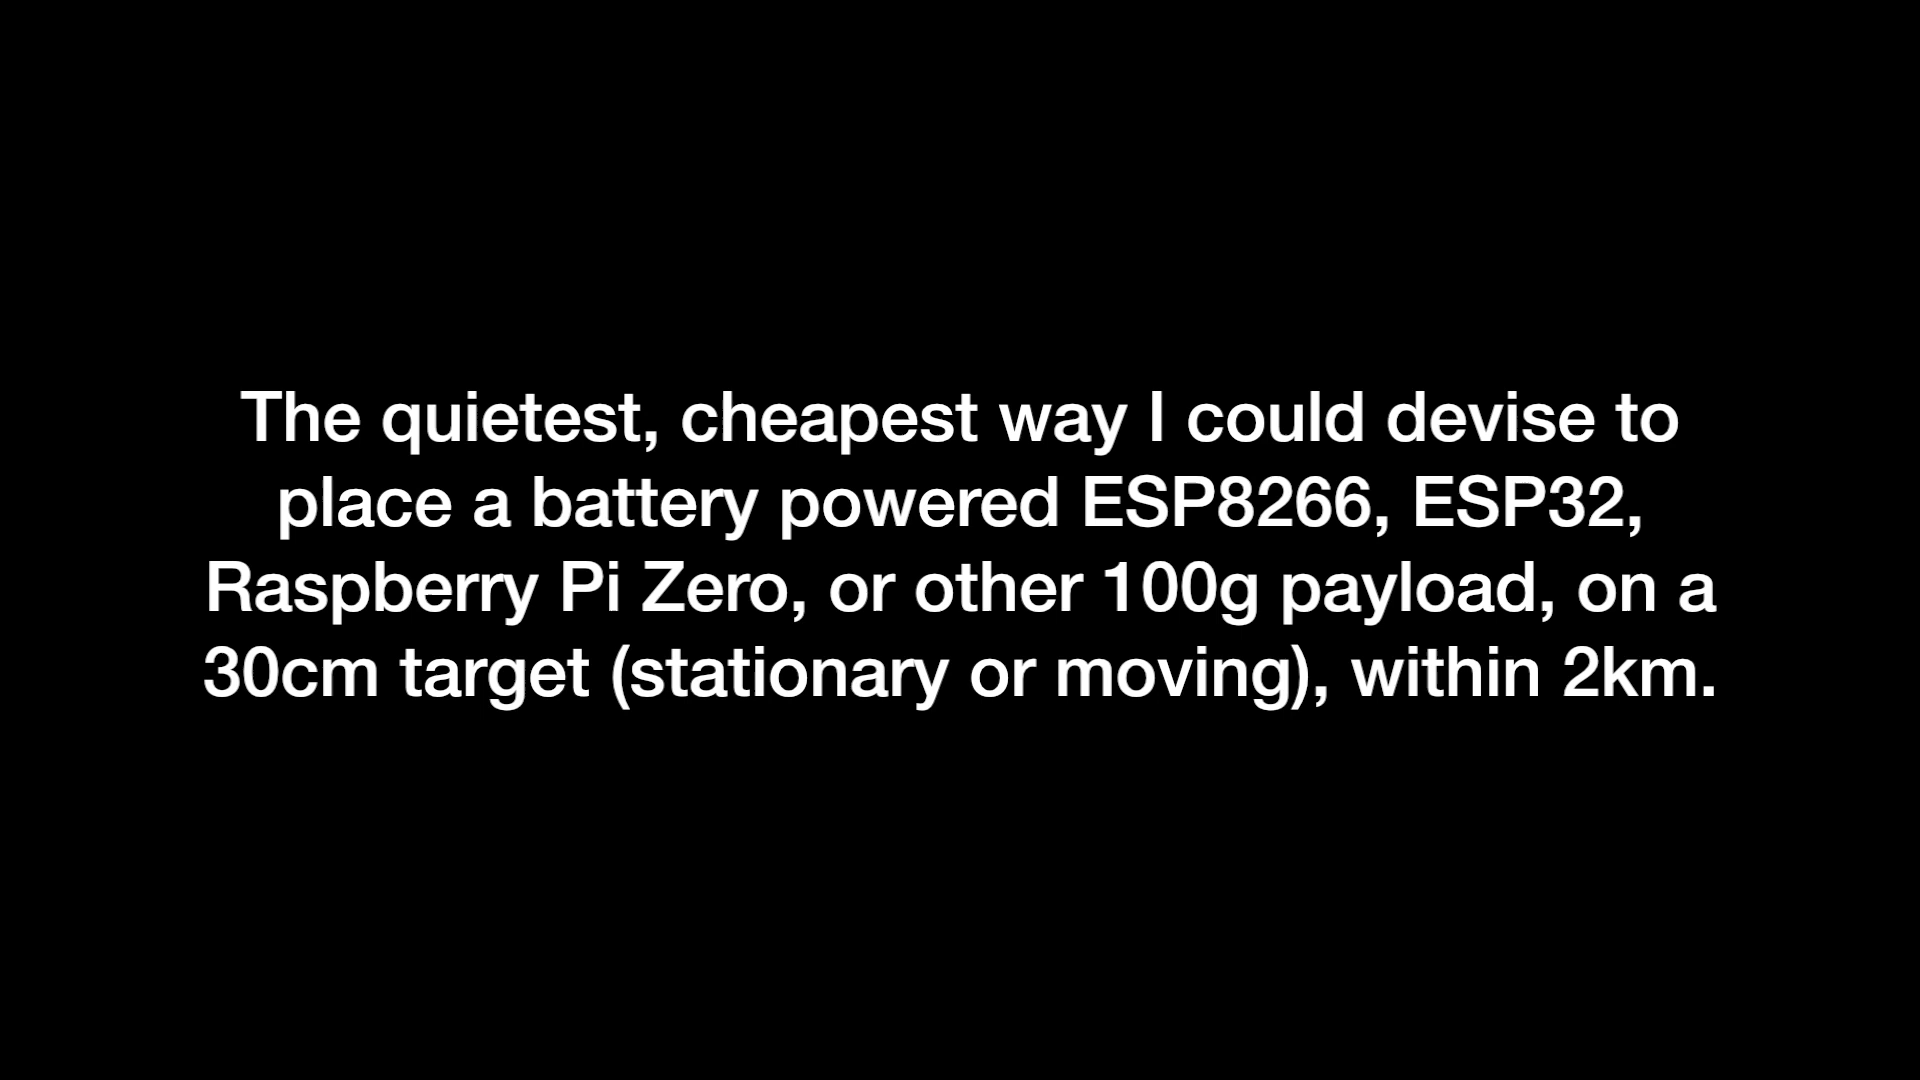 The quietest, cheapest way I could devise to
place a battery powered ESP8266, ESP32,
Raspberry Pi Zero, or other 100g payload, on a
30cm target (stationary or moving), within 2km.